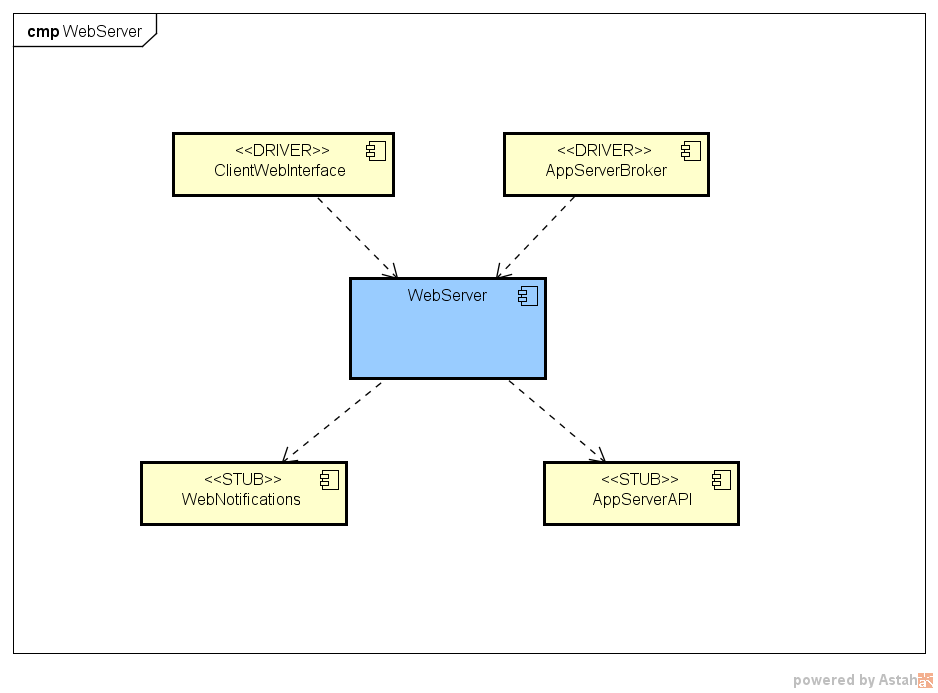 cmp WebServer
<<DRIVER>>
ClientWebInterface
<<DRIVER>>
AppServerBroker
WebServer
<<STUB>>
WebNotifications
<<STUB>>
AppServerAPI
powered by Astah